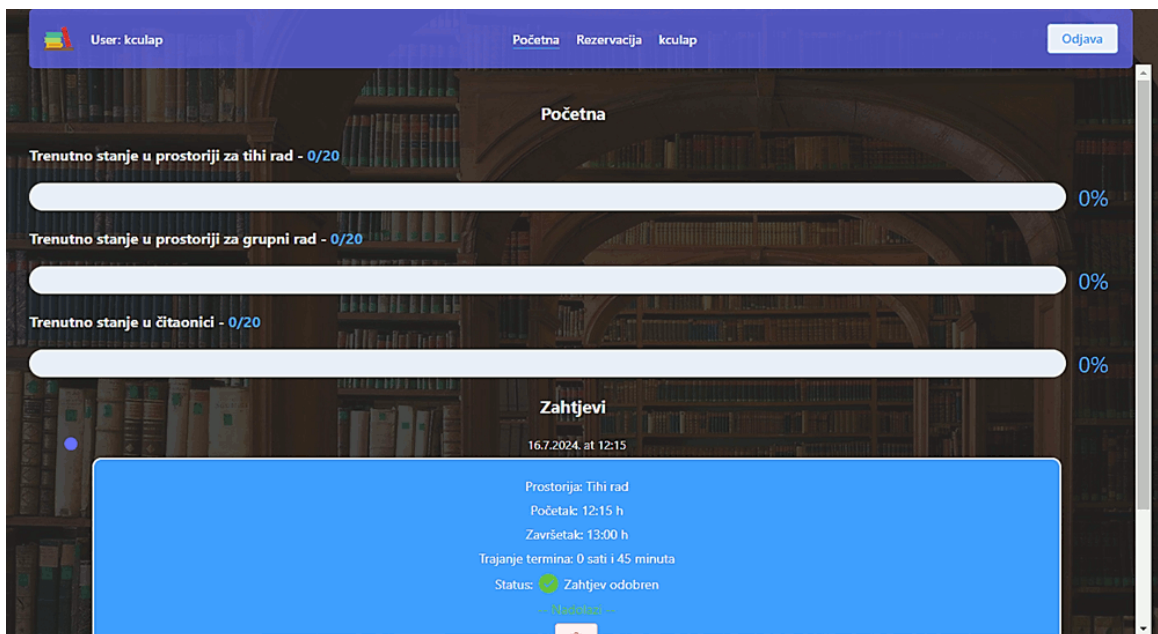 User: kculap
Početna Rezervacija kculap
Odjava
Početna
Trenutno stanje u prostoriji za tihi rad - 0/20
0%
Trenutno stanje u prostoriji za grupni rad - 0/20
0%
Trenutno stanje u čitaonici - 0/20
0%
Zahtjevi
16.7.2024. at 12:15
Prostorija: Tihi rad
Početak: 12:15 h
Završetak: 13:00 h
Trajanje termina: 0 sati i 45 minuta
Status: Zahtjev odobren
-- Nadolazi --